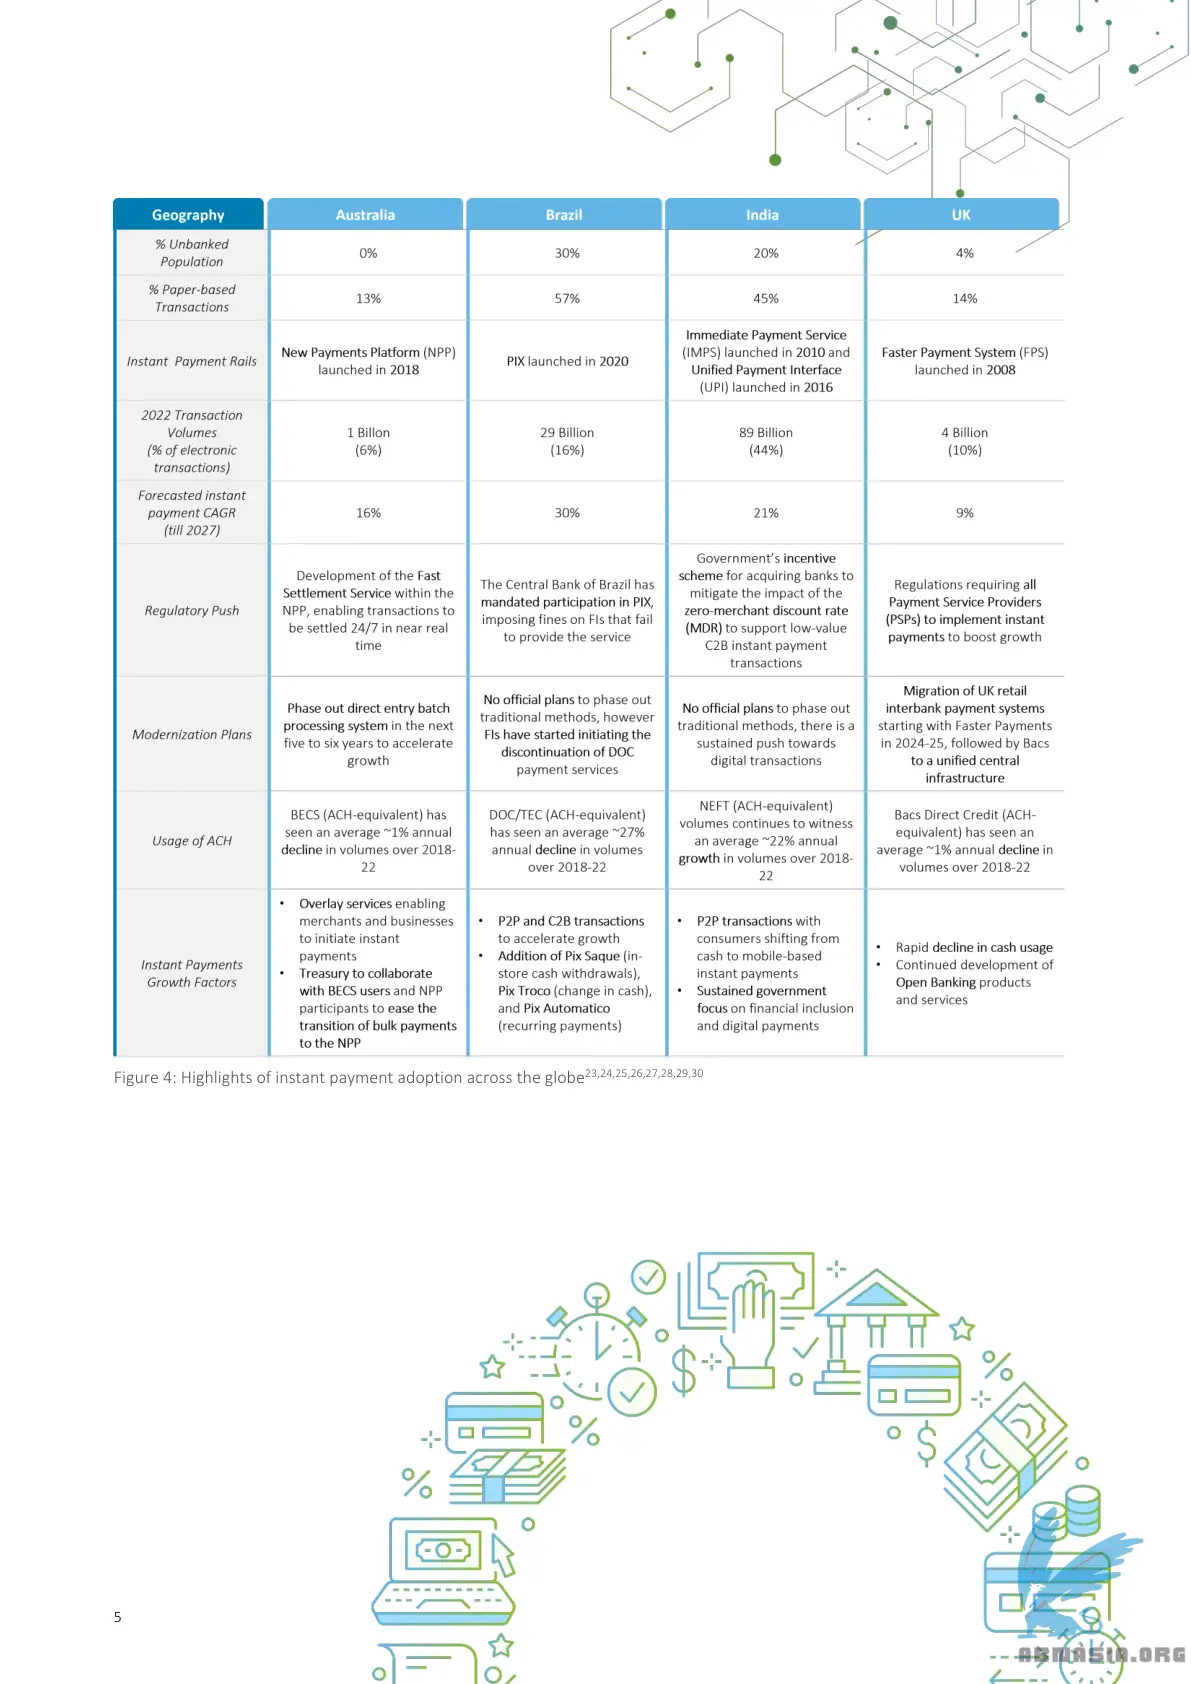 Geography
Australia
Brazil
India
UK
% Unbanked
Population
0%
30%
20%
4%
% Paper-based
Transactions
13%
57%
45%
14%
Instant Payment Rails
New Payments Platform (NPP)
launched in 2018
PIX launched in 2020
Immediate Payment Service
(IMPS) launched in 2010 and
Unified Payment Interface
(UPI) launched in 2016
Faster Payment System (FPS)
launched in 2008
2022 Transaction
Volumes
(% of electronic
transactions)
1 Billon
(6%)
29 Billion
(16%)
89 Billion
(44%)
4 Billion
(10%)
Forecasted instant
payment CAGR
(till 2027)
16%
30%
21%
9%
Regulatory Push
Development of the Fast
Settlement Service within the
NPP, enabling transactions to
be settled 24/7 in near real
time
The Central Bank of Brazil has
mandated participation in PIX,
imposing fines on FIs that fail
to provide the service
Government's incentive
scheme for acquiring banks to
mitigate the impact of the
zero-merchant discount rate
(MDR) to support low-value
C2B instant payment
transactions
Regulations requiring all
Payment Service Providers
(PSPs) to implement instant
payments to boost growth
Modernization Plans
Phase out direct entry batch
processing system in the next
five to six years to accelerate
growth
No official plans to phase out
traditional methods, however
FIs have started initiating the
discontinuation of DOC
payment services
No official plans to phase out
traditional methods, there is a
sustained push towards
digital transactions
Migration of UK retail
interbank payment systems
starting with Faster Payments
in 2024-25, followed by Bacs
to a unified central
infrastructure
Usage of ACH
BECS (ACH-equivalent) has
seen an average ~1% annual
decline in volumes over 2018-
22
DOC/TEC (ACH-equivalent)
has seen an average ~27%
annual decline in volumes
over 2018-22
NEFT (ACH-equivalent)
volumes continues to witness
an average ~22% annual
growth in volumes over 2018-
22
Bacs Direct Credit (ACH-
equivalent) has seen an
average ~1% annual decline in
volumes over 2018-22
Instant Payments
Growth Factors
• Overlay services enabling
merchants and businesses
to initiate instant
payments
• Treasury to collaborate
with BECS users and NPP
participants to ease the
transition of bulk payments
to the NPP
• P2P and C2B transactions
to accelerate growth
• Addition of Pix Saque (in-
store cash withdrawals),
Pix Troco (change in cash),
and Pix Automatico
(recurring payments)
• P2P transactions with
consumers shifting from
cash to mobile-based
instant payments
• Sustained government
focus on financial inclusion
and digital payments
• Rapid decline in cash usage
• Continued development of
Open Banking products
and services
Figure 4: Highlights of instant payment adoption across the globe23,24,25,26,27,28,29,30
5
ABNASIA.ORG